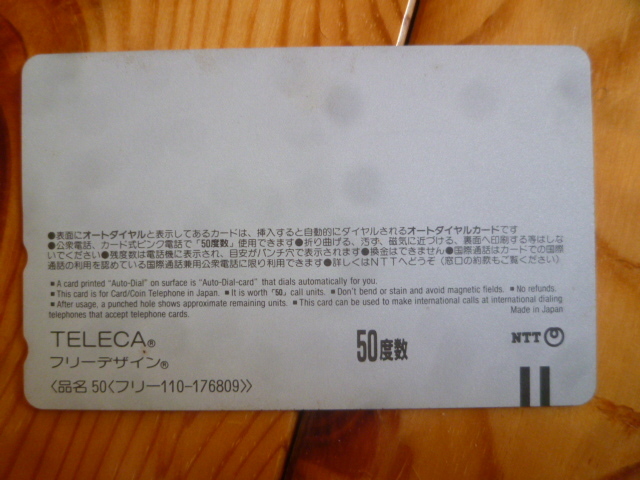 ●表面にオートダイヤルと表示してあるカードは、挿入すると自動的にダイヤルされるオートダイヤルカードです
●公衆電話、カード式ピンク電話で「50度数」使用できます●折り曲げる、汚す、磁気に近づける、裏面へ印刷する等はしな
いでください●残度数は電話機に表示され、目安がパンチ穴で表示されます●換金はできません●国際通話はカードでの国際
通話の利用を認めている国際通話兼用公衆電話に限り利用できます●詳しくはNTTへどうぞ(窓口の約款もご覧ください)
■A card printed "Auto-Dial" on surface is "Auto-Dial-card" that dials automatically for you.
■This card is for Card/Coin Telephone in Japan. ■It is worth "50」 call units. ■Don't bend or stain and avoid magnetic fields. ■No refunds.
■After usage, a punched hole shows approximate remaining units. ■This card can be used to make international calls at international dialing
telephones that accept telephone cards.
Made in Japan
TELECA®
フリーデザイン®
50度数
NTT
〈品名 50〈フリー110-176809〉〉